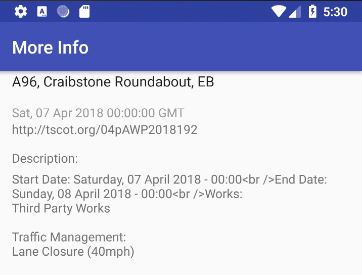 5:30
More Info
A96, Craibstone Roundabout, EB
Sat, 07 Apr 2018 00:00:00 GMT
http://tscot.org/04pAWP2018192
Description:
Start Date: Saturday, 07 April 2018 - 00:00<br />End Date:
Sunday, 08 April 2018 - 00:00<br />Works:
Third Party Works
Traffic Management:
Lane Closure (40mph)